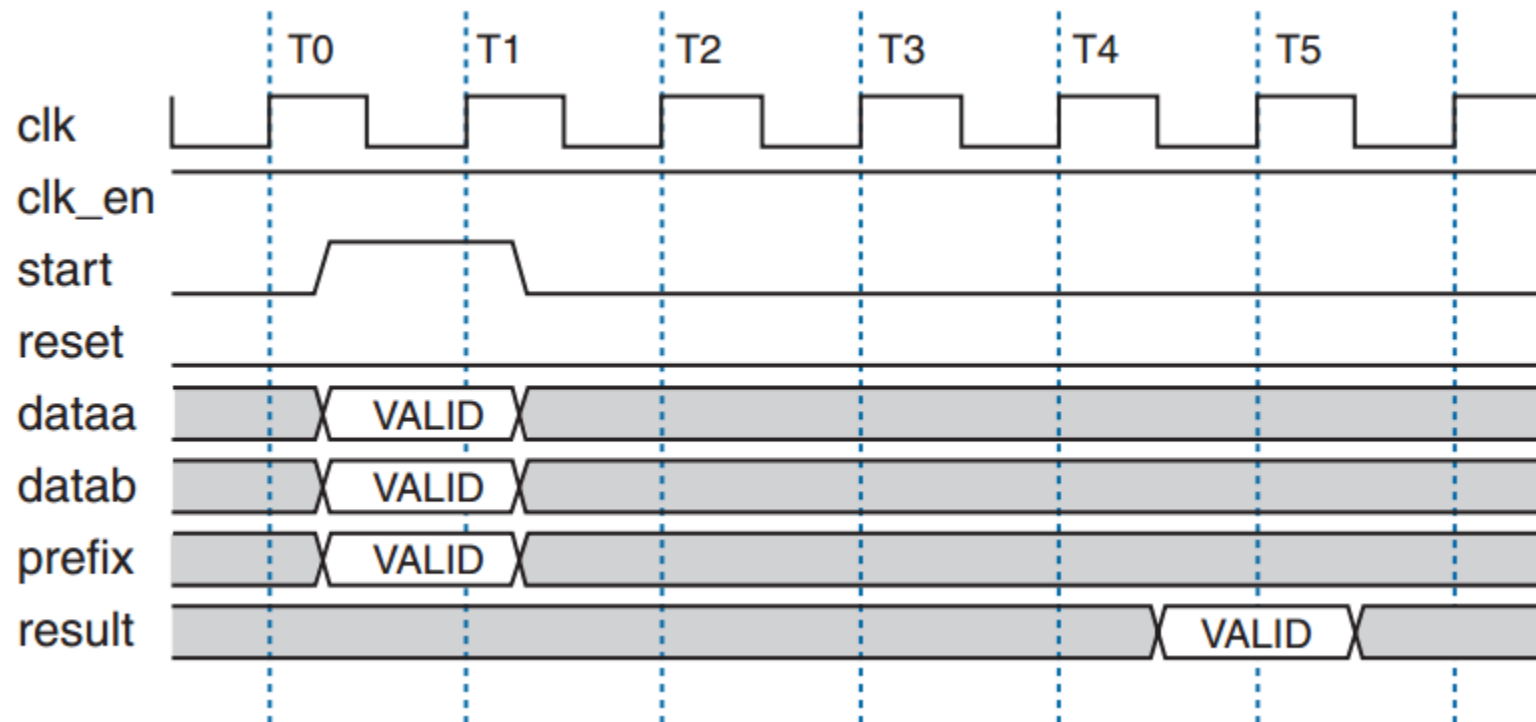 T0 T1 T2 T3 T4 T5
clk
clk_en
start
reset
dataa VALID
datab VALID
prefix VALID
result VALID